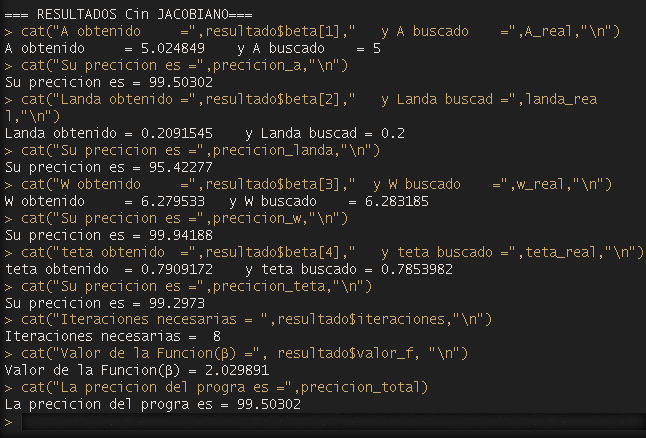 === RESULTADOS Cin JACOBIANO===
> cat("A obtenido     =",resultado$beta[1],"   y A buscado   =",A_real,"\n")
A obtenido     = 5.024849    y A buscado   = 5
> cat("Su precicion es =",precicion_a,"\n")
Su precicion es = 99.50302
> cat("Landa obtenido =",resultado$beta[2],"   y Landa buscad =",landa_rea
l,"\n")
Landa obtenido = 0.2091545    y Landa buscad = 0.2
> cat("Su precicion es =",precicion_landa,"\n")
Su precicion es = 95.42277
> cat("W obtenido     =",resultado$beta[3],"  y W buscado    =",w_real,"\n")
W obtenido     = 6.279533   y W buscado    = 6.283185
> cat("Su precicion es =",precicion_w,"\n")
Su precicion es = 99.94188
> cat("teta obtenido  =",resultado$beta[4],"   y teta buscado =",teta_real,"\n")
teta obtenido  = 0.7909172    y teta buscado = 0.7853982
> cat("Su precicion es =",precicion_teta,"\n")
Su precicion es = 99.2973
> cat("Iteraciones necesarias = ",resultado$iteraciones,"\n")
Iteraciones necesarias =  8
> cat("Valor de la Funcion(β) =", resultado$valor_f, "\n")
Valor de la Funcion(β) = 2.029891
> cat("La precicion del progra es =",precicion_total)
La precicion del progra es = 99.50302
>